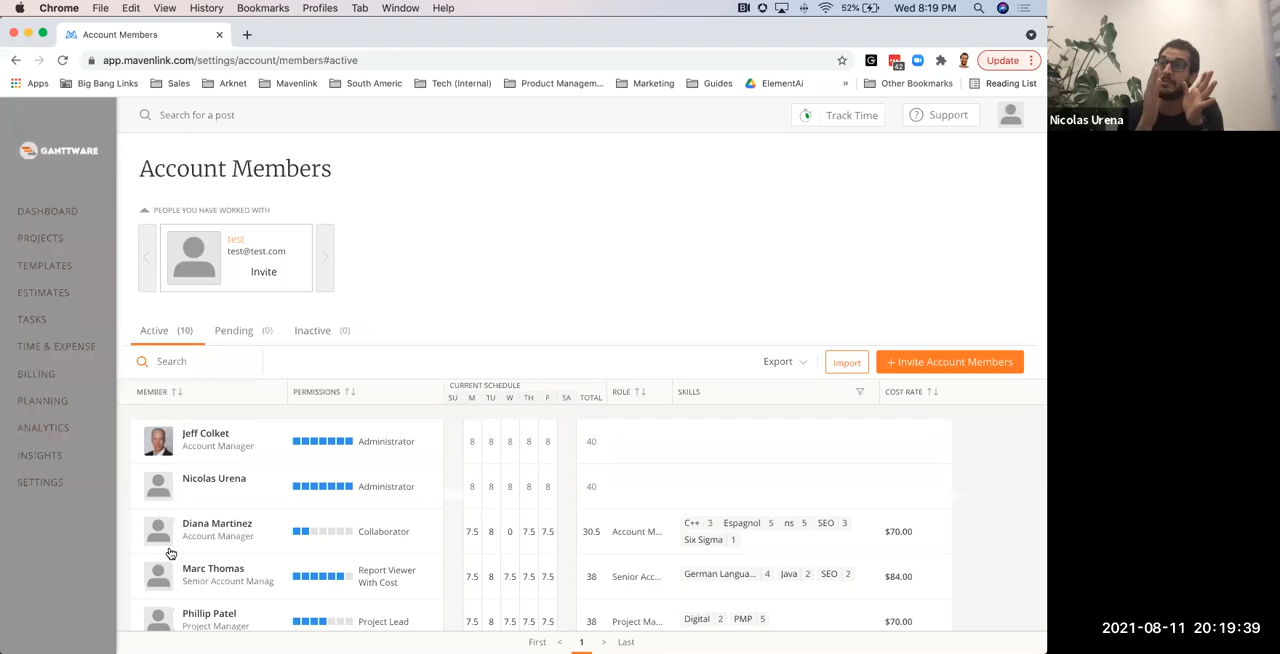 Chrome File Edit View History Bookmarks Profiles Tab Window Help 52% Wed 8:19 PM
Account Members
app.mavenlink.com/settings/account/members#active 42 Update
Apps Big Bang Links Sales Arknet Mavenlink South Americ Tech (Internal) Product Managem... Marketing Guides ElementAi » Other Bookmarks Reading List
Nicolas Urena
Search for a post Track Time Support
GANTTWARE
Account Members
PEOPLE YOU HAVE WORKED WITH
test
test@test.com
Invite
DASHBOARD
PROJECTS
TEMPLATES
ESTIMATES
TASKS
TIME & EXPENSE
BILLING
PLANNING
ANALYTICS
INSIGHTS
SETTINGS
Active (10) Pending (0) Inactive (0)
Search Export Import + Invite Account Members
CURRENT SCHEDULE
MEMBER PERMISSIONS SU M TU W TH F SA TOTAL ROLE SKILLS COST RATE
Jeff Colket
Account Manager
Administrator 8 8 8 8 8 40
Nicolas Urena
Administrator 8 8 8 8 8 40
Diana Martinez
Account Manager
Collaborator 7.5 8 0 7.5 7.5 30.5 Account M...
C++ 3 Espagnol 5 ns 5 SEO 3
Six Sigma 1
$70.00
Marc Thomas
Senior Account Manag
Report Viewer
With Cost
7.5 8 7.5 7.5 7.5 38 Senior Acc...
German Langua... 4 Java 2 SEO 2
$84.00
Phillip Patel
Project Manager
Project Lead 7.5 8 7.5 7.5 7.5 38 Project Ma...
Digital 2 PMP 5
$70.00
First < 1 > Last
2021-08-11 20:19:39